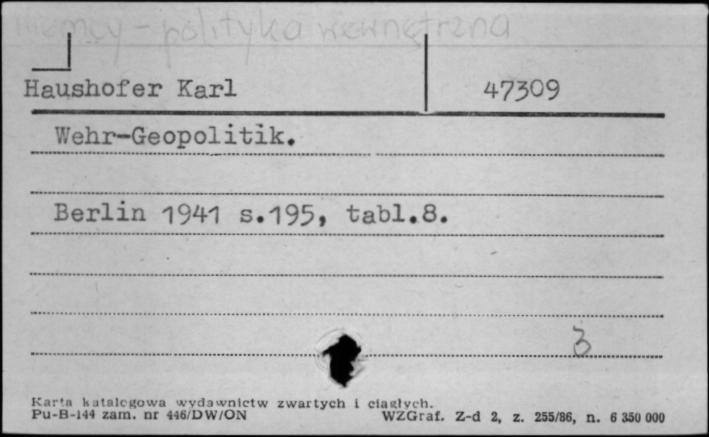 Niemcy - polityka wewnętrzna
Haushofer Karl
47309
Wehr-Geopolitik.
Berlin 1941 s.195, tabl.8.
3
Karta katalogowa wydawnictw zwartych i ciągłych.
Pu-B-144 zam. nr 446/DW/ON
WZGraf. Z-d 2, z. 255/86, n. 6 350 000